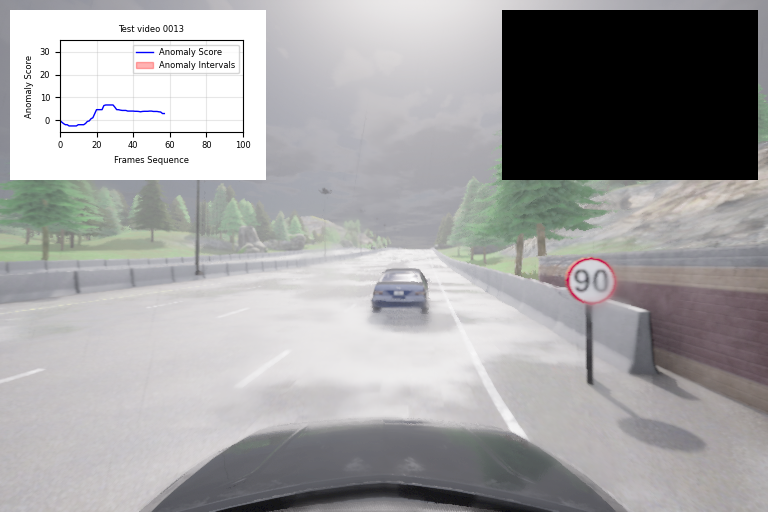 Test video 0013
Anomaly Score
Anomaly Intervals
Anomaly Score
30
20
10
0
0 20 40 60 80 100
Frames Sequence
90